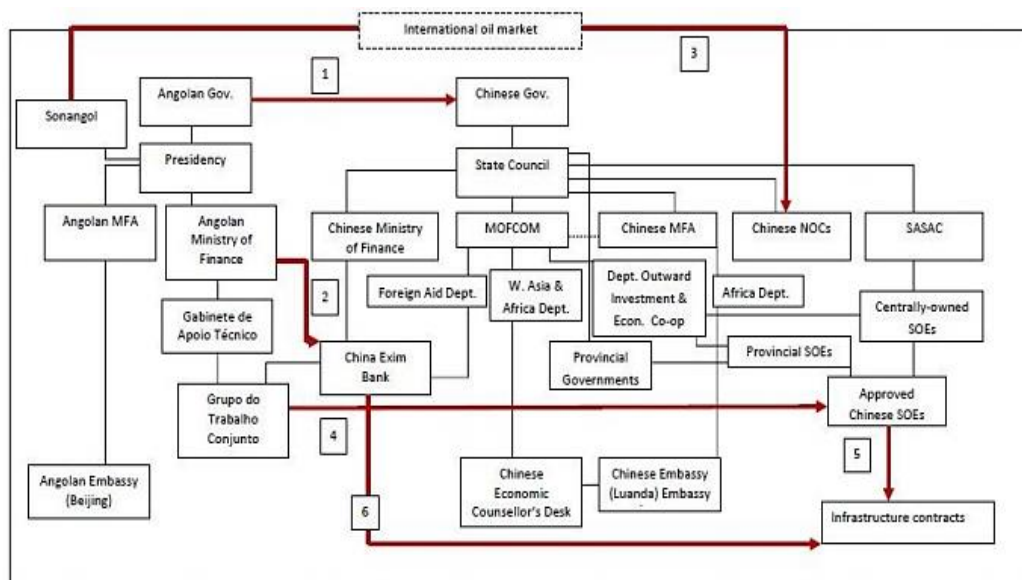 International oil market
1
3
Angolan Gov.
Chinese Gov.
Sonangol
Presidency
State Council
Angolan MFA
Angolan
Ministry of
Finance
Chinese Ministry
of Finance
MOFCOM
Chinese MFA
Chinese NOCs
SASAC
2
Foreign Aid Dept.
W. Asia &
Africa Dept.
Dept. Outward
Investment &
Econ. Co-op
Africa Dept.
Centrally-owned
SOEs
Gabinete de
Apoio Técnico
China Exim
Bank
Provincial
Governments
Provincial SOEs
Grupo do
Trabalho
Conjunto
Approved
Chinese SOEs
4
5
Angolan Embassy
(Beijing)
6
Chinese
Economic
Counsellor's Desk
Chinese Embassy
(Luanda) Embassy
Infrastructure contracts